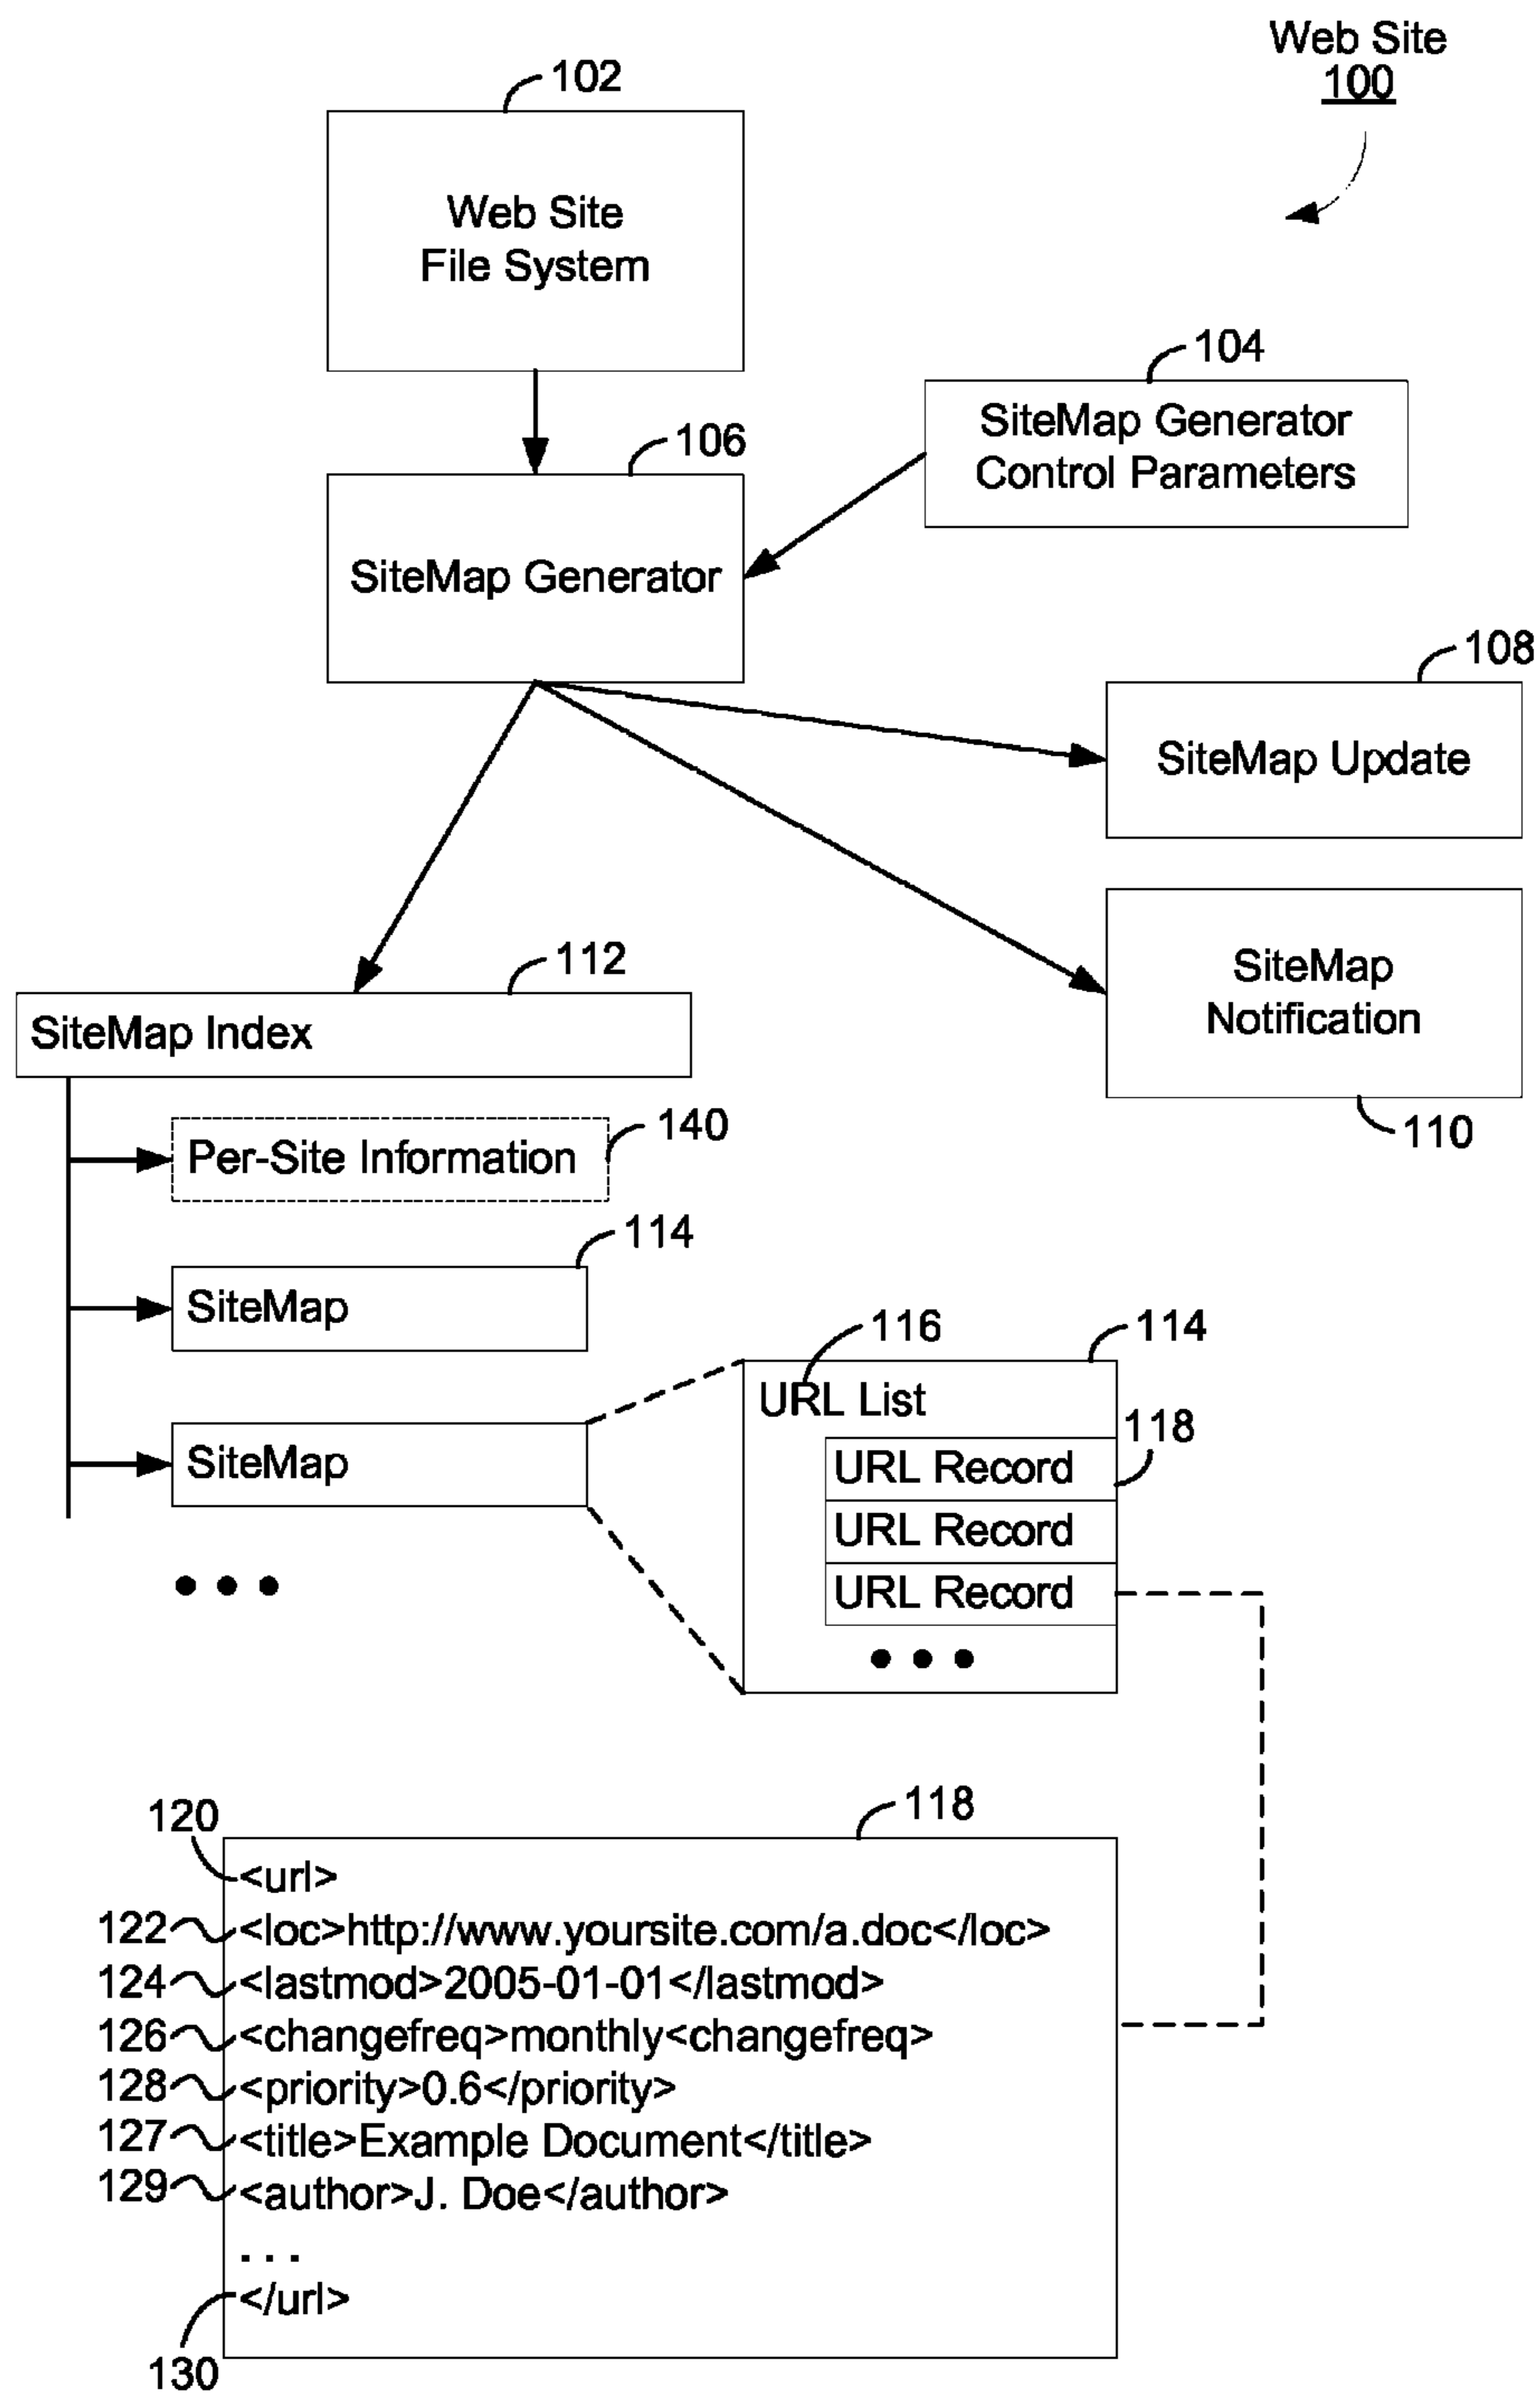 Web Site
100
102
Web Site
File System
104
SiteMap Generator
Control Parameters
106
SiteMap Generator
108
SiteMap Update
112
SiteMap Index
SiteMap
Notification
110
140
Per-Site Information
114
SiteMap
116
114
URL List
118
SiteMap
URL Record
URL Record
URL Record
120
118
<url>
122
<loc>http://www.yoursite.com/a.doc</loc>
124
<lastmod>2005-01-01</lastmod>
126
<changefreq>monthly<changefreq>
128
<priority>0.6</priority>
127
<title>Example Document</title>
129
<author>J. Doe</author>
...
</url>
130